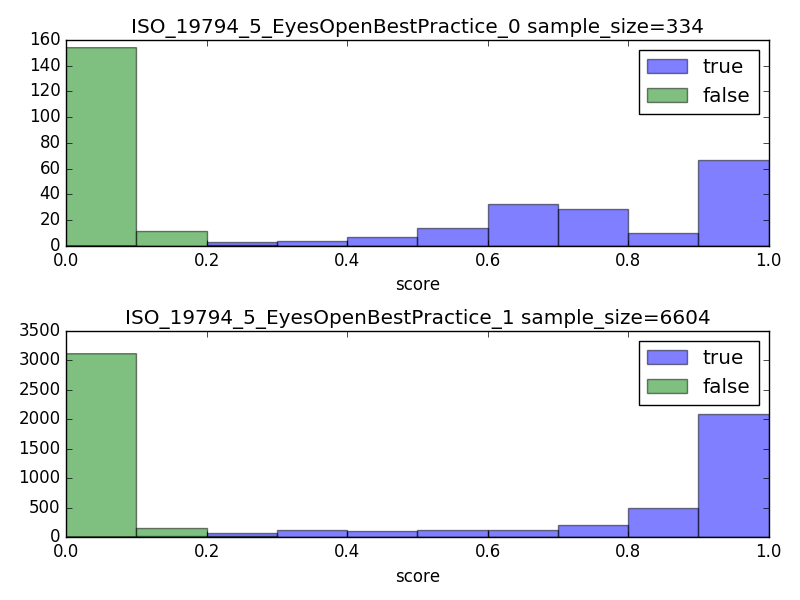 ISO_19794_5_EyesOpenBestPractice_0 sample_size=334
160
140
120
100
80
60
40
20
0
true
false
0.0 0.2 0.4 0.6 0.8 1.0
score
ISO_19794_5_EyesOpenBestPractice_1 sample_size=6604
3500
3000
2500
2000
1500
1000
500
0
true
false
0.0 0.2 0.4 0.6 0.8 1.0
score